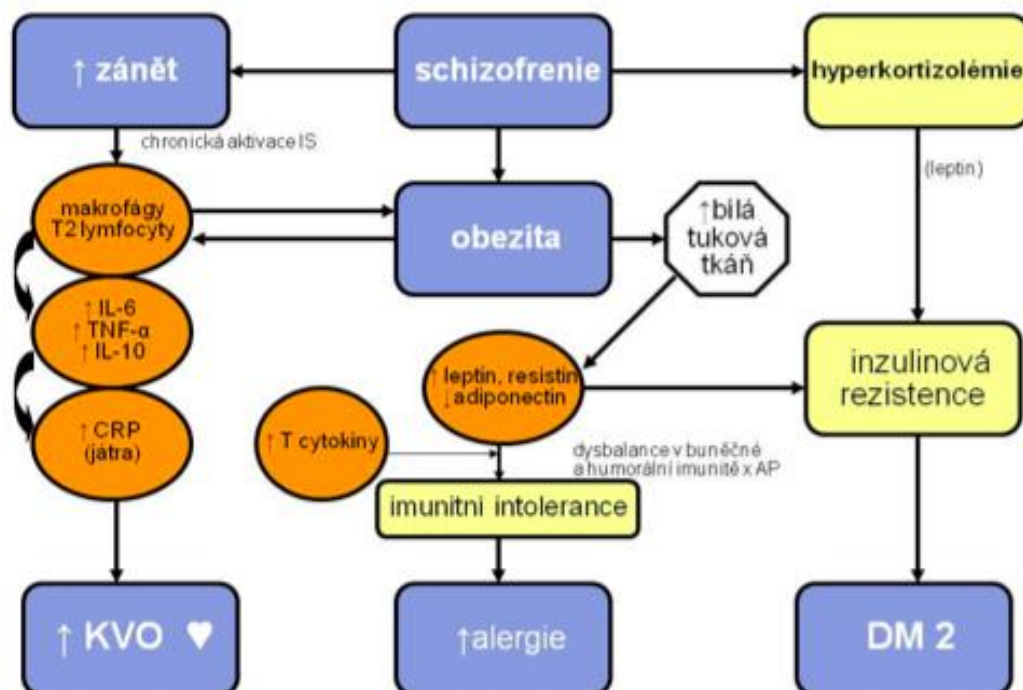 ↑ zánět
schizofrenie
hyperkortizolémie
chronická aktivace IS
(leptin)
makrofágy
T2 lymfocyty
obezita
↑bílá
tuková
tkáň
↑ IL-6
↑ TNF-α
↑ IL-10
inzulinová
rezistence
↑ leptin, resistin
↓adiponectin
↑ CRP
(játra)
↑ T cytokiny
dysbalance v buněčné
a humorální imunitě x AP
imunitni intolerance
↑ KVO ♥
↑alergie
DM 2